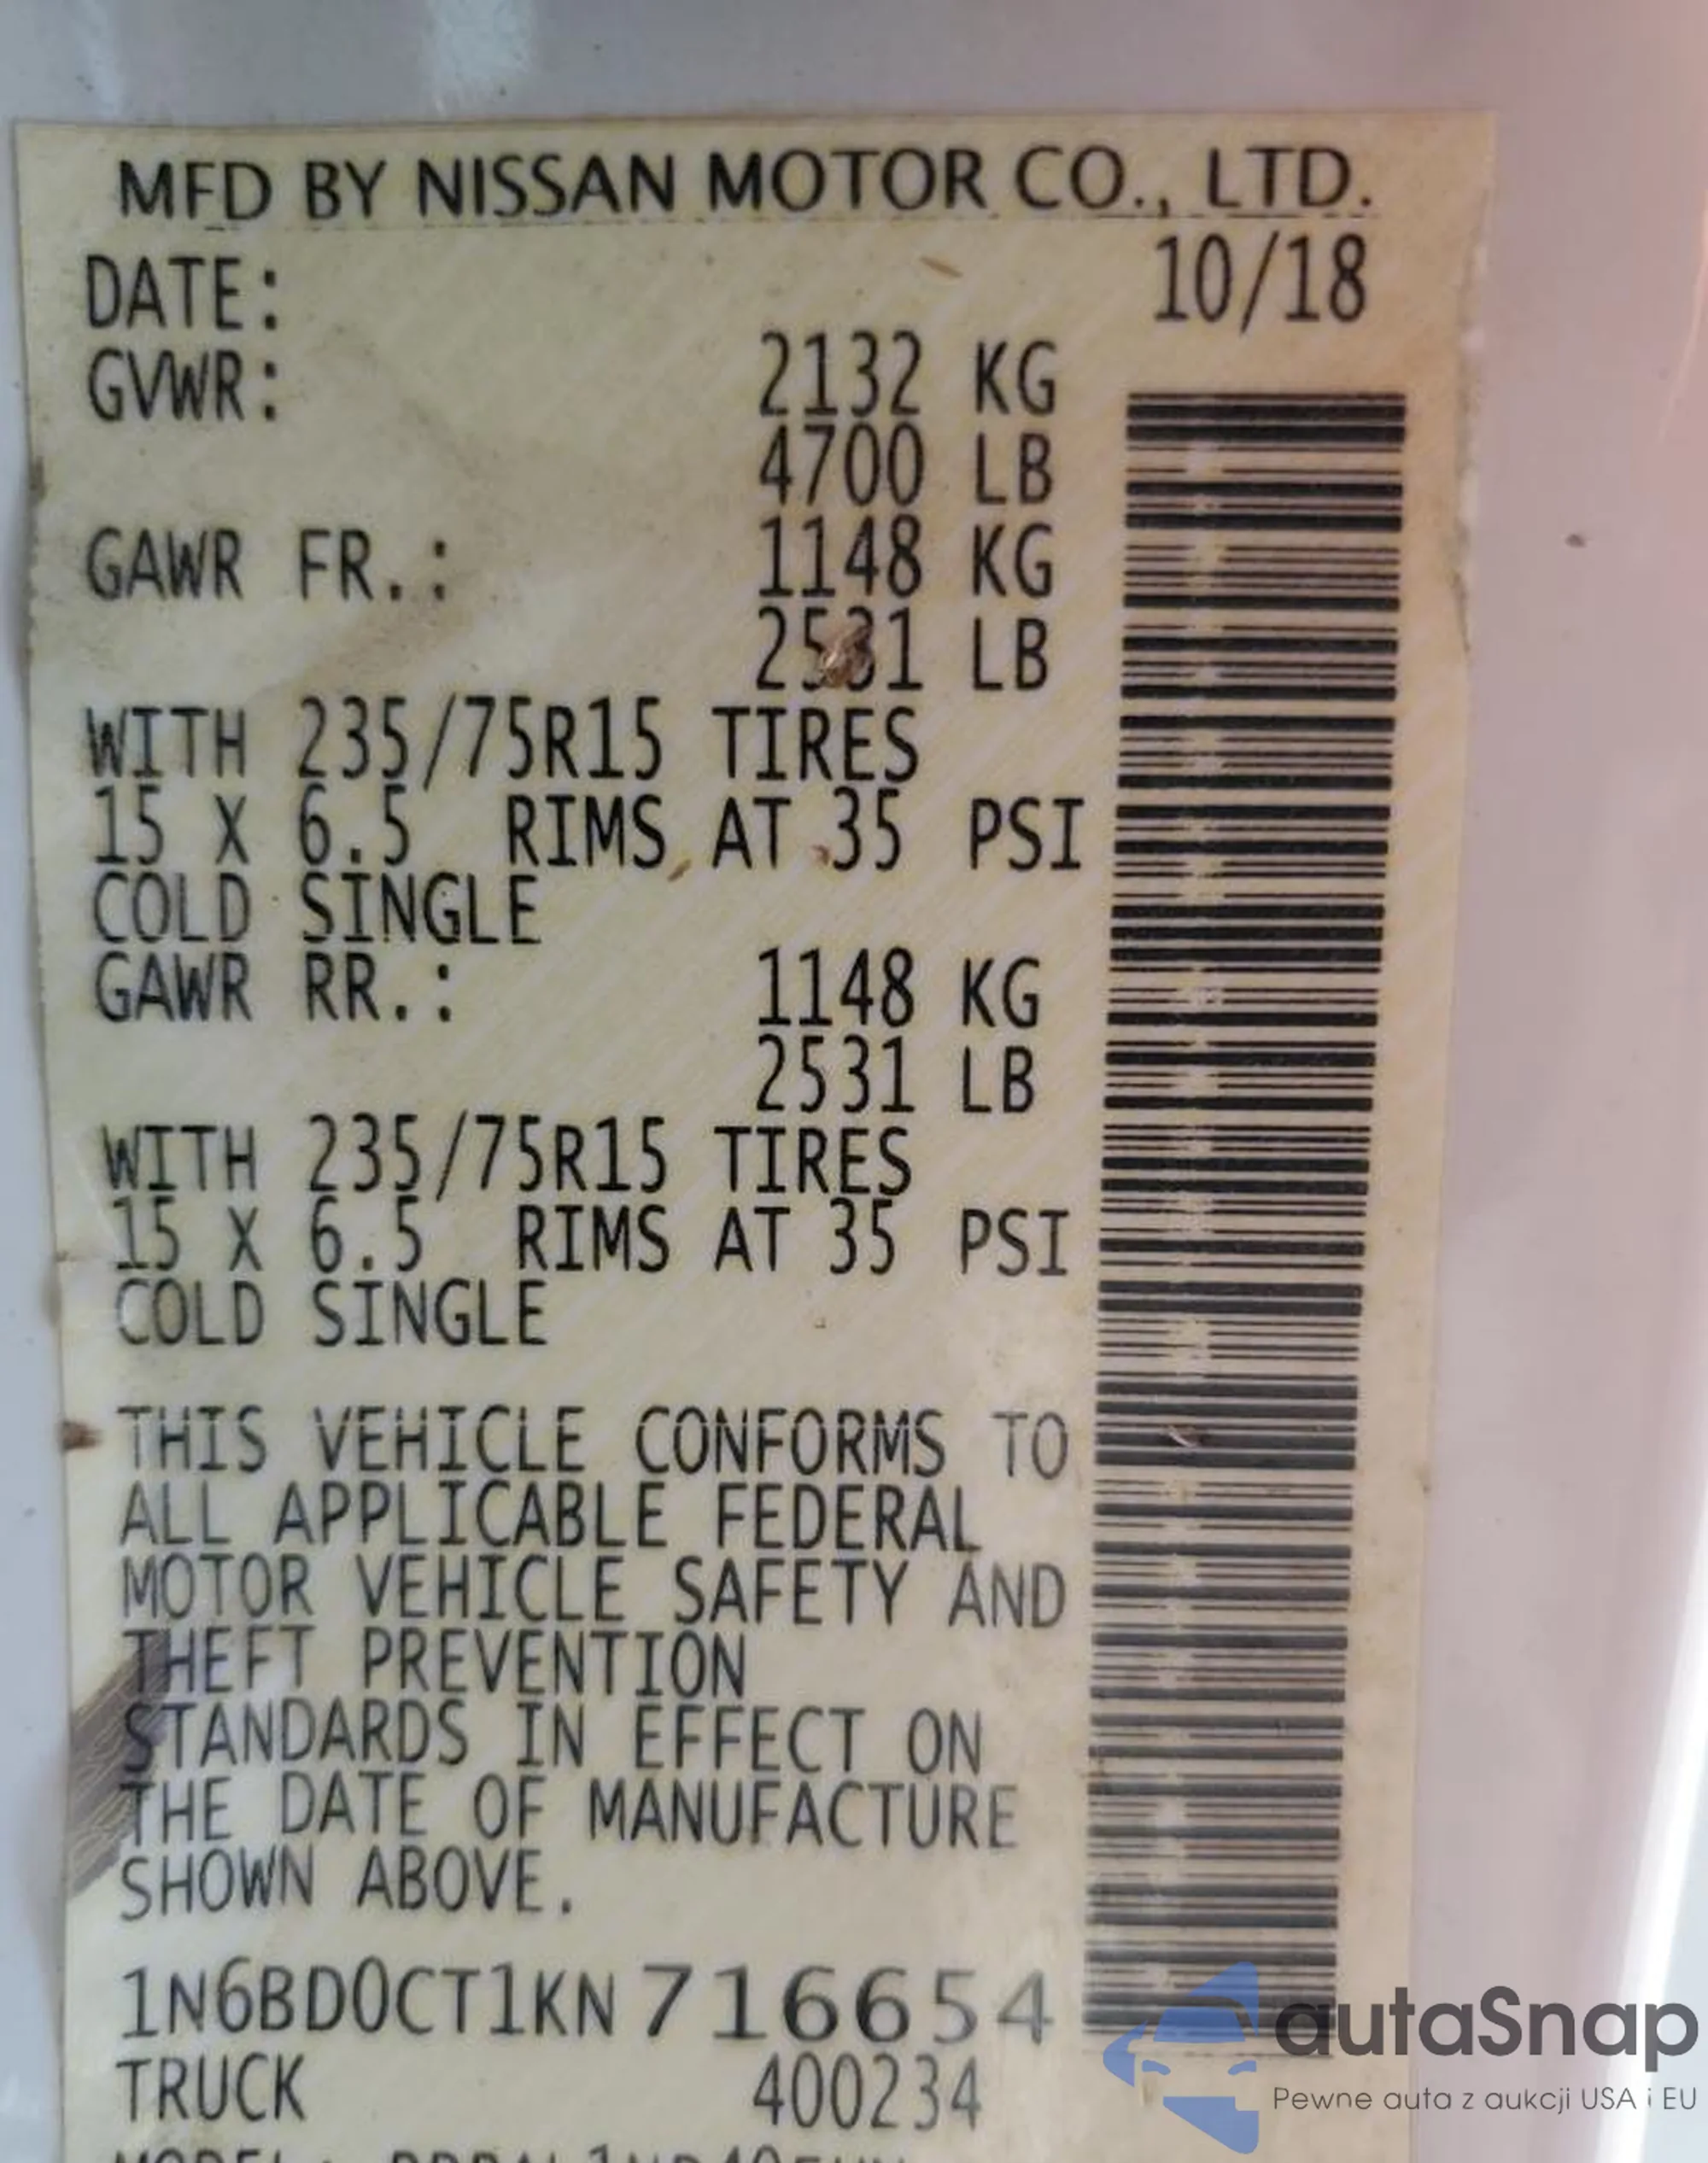 MFD BY NISSAN MOTOR CO., LTD.
DATE: 10/18
GVWR: 2132 KG
4700 LB
GAWR FR.: 1148 KG
2531 LB
WITH 235/75R15 TIRES
15 X 6.5 RIMS AT 35 PSI
COLD SINGLE
GAWR RR.: 1148 KG
2531 LB
WITH 235/75R15 TIRES
15 X 6.5 RIMS AT 35 PSI
COLD SINGLE
THIS VEHICLE CONFORMS TO
ALL APPLICABLE FEDERAL
MOTOR VEHICLE SAFETY AND
THEFT PREVENTION
STANDARDS IN EFFECT ON
THE DATE OF MANUFACTURE
SHOWN ABOVE.
1N6BD0CT1KN716654
TRUCK 400234
MODEL:
autaSnap
Pewne auta z aukcji USA i EU